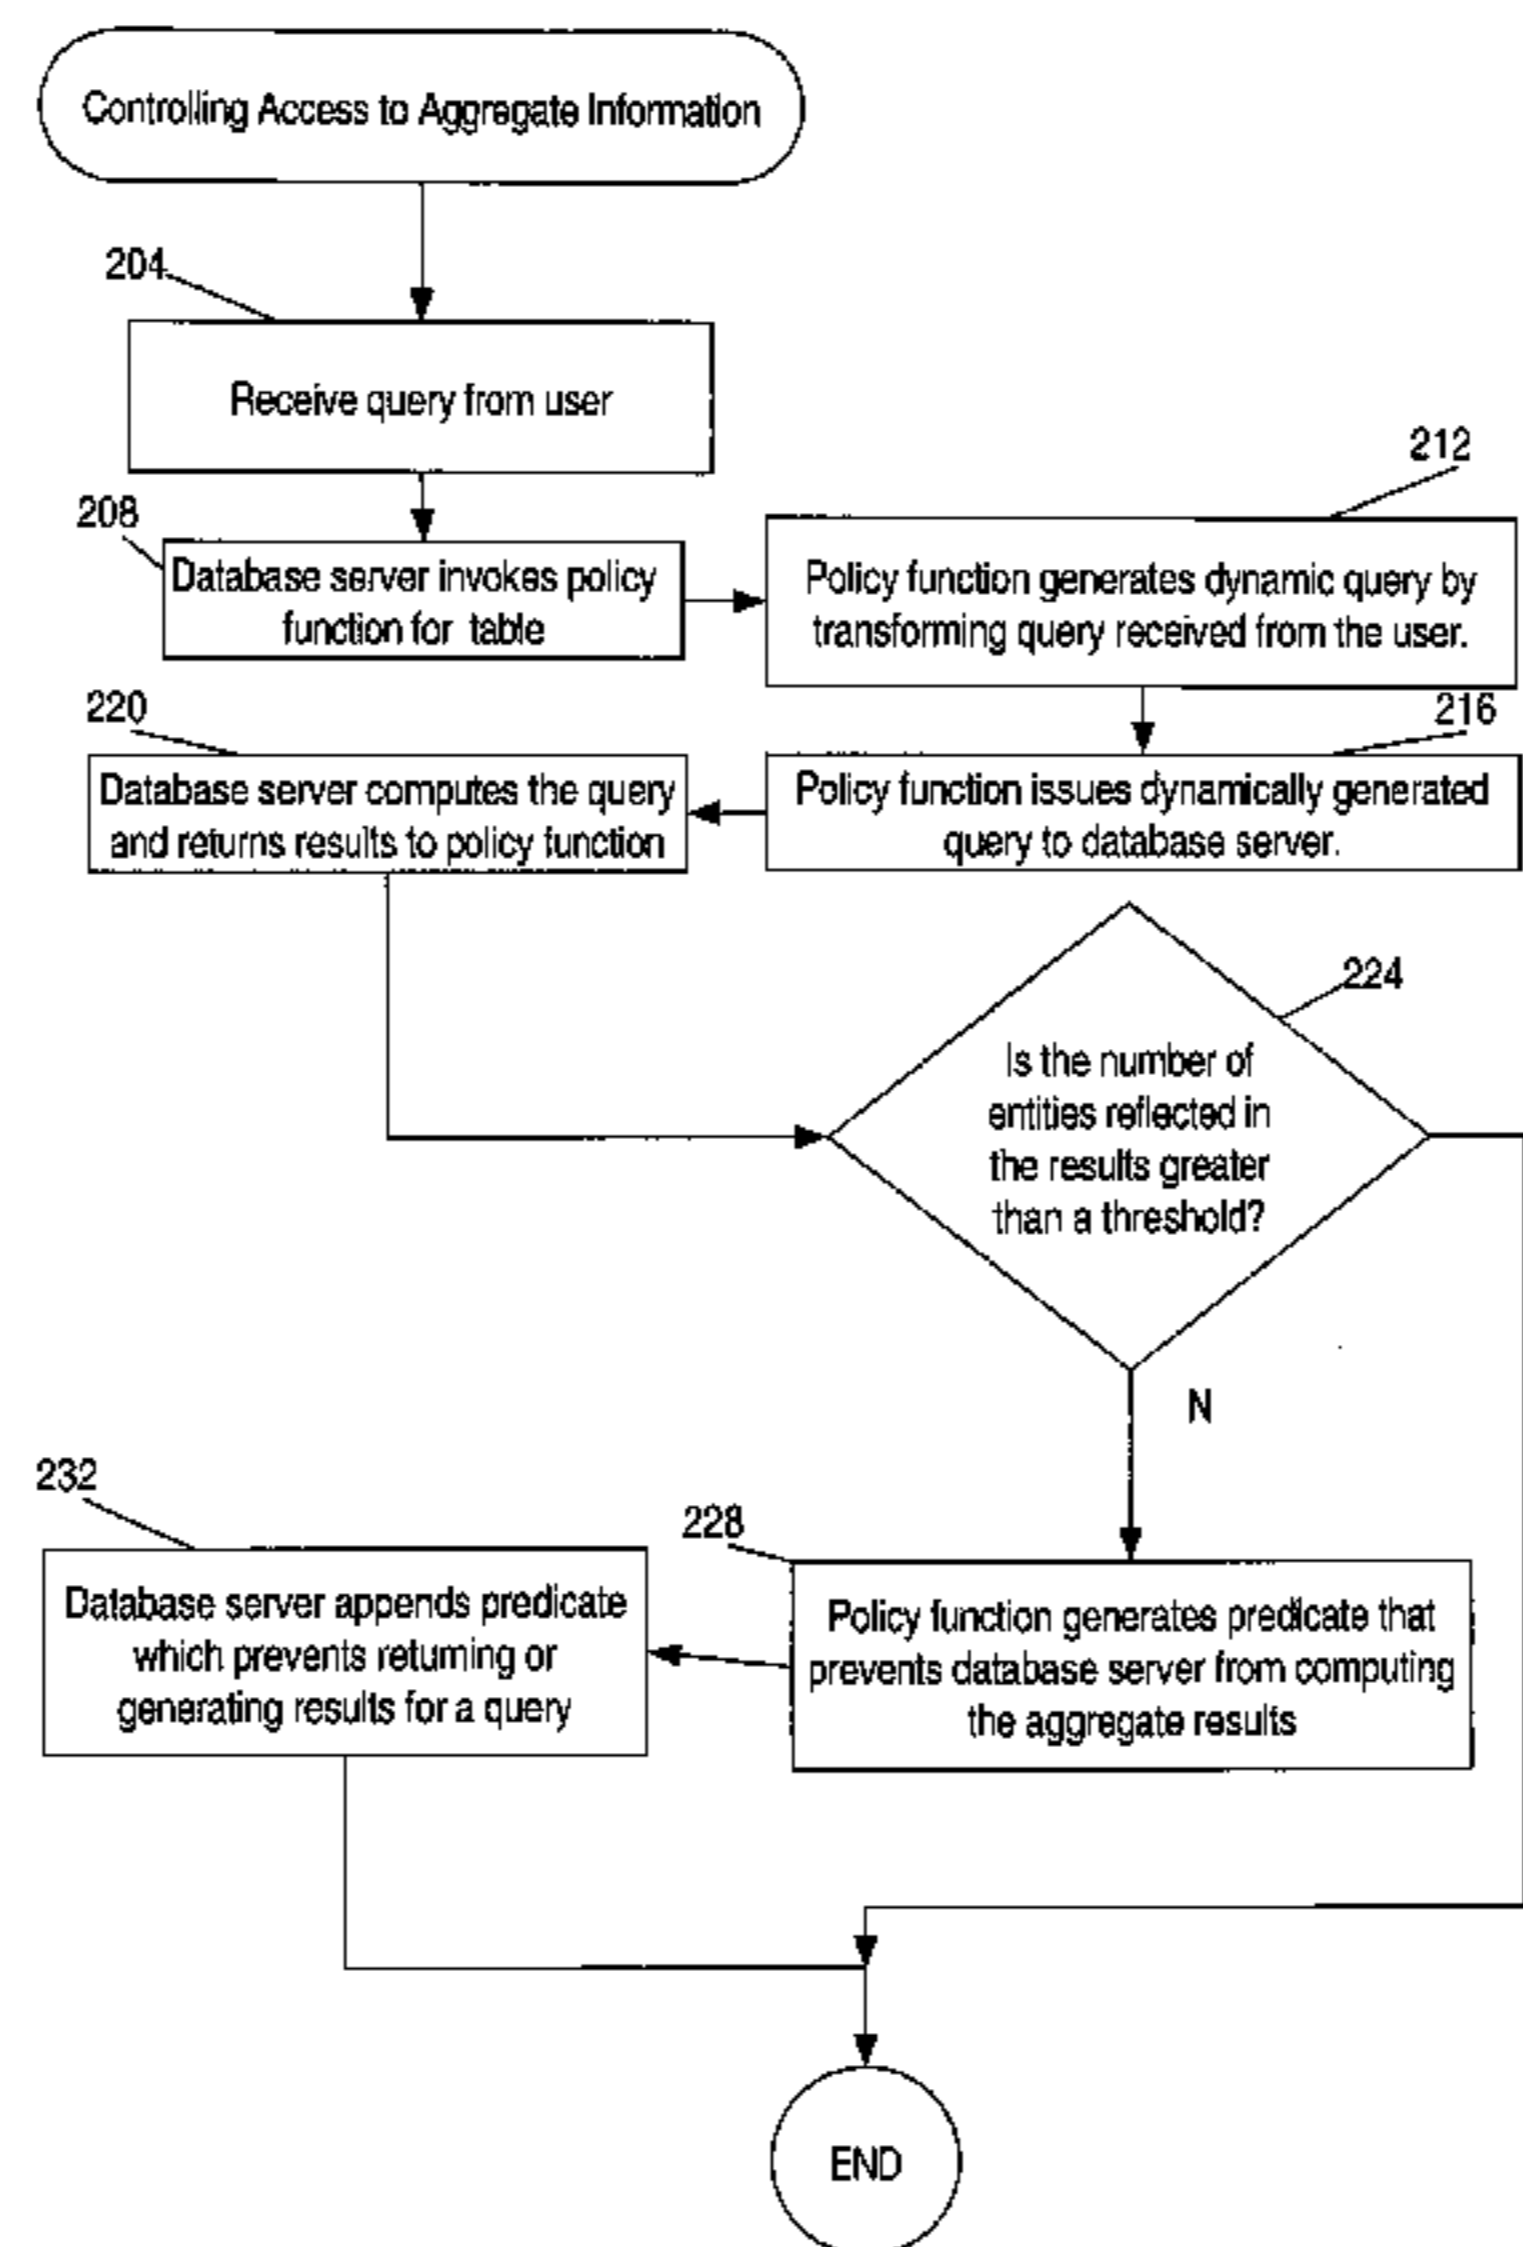 Controlling Access to Aggregate Information
204
Receive query from user
208
Database server invokes policy
function for table
212
Policy function generates dynamic query by
transforming query received from the user.
216
Policy function issues dynamically generated
query to database server.
220
Database server computes the query
and returns results to policy function
224
Is the number of
entities reflected in
the results greater
than a threshold?
N
228
Policy function generates predicate that
prevents database server from computing
the aggregate results
232
Database server appends predicate
which prevents returning or
generating results for a query
END